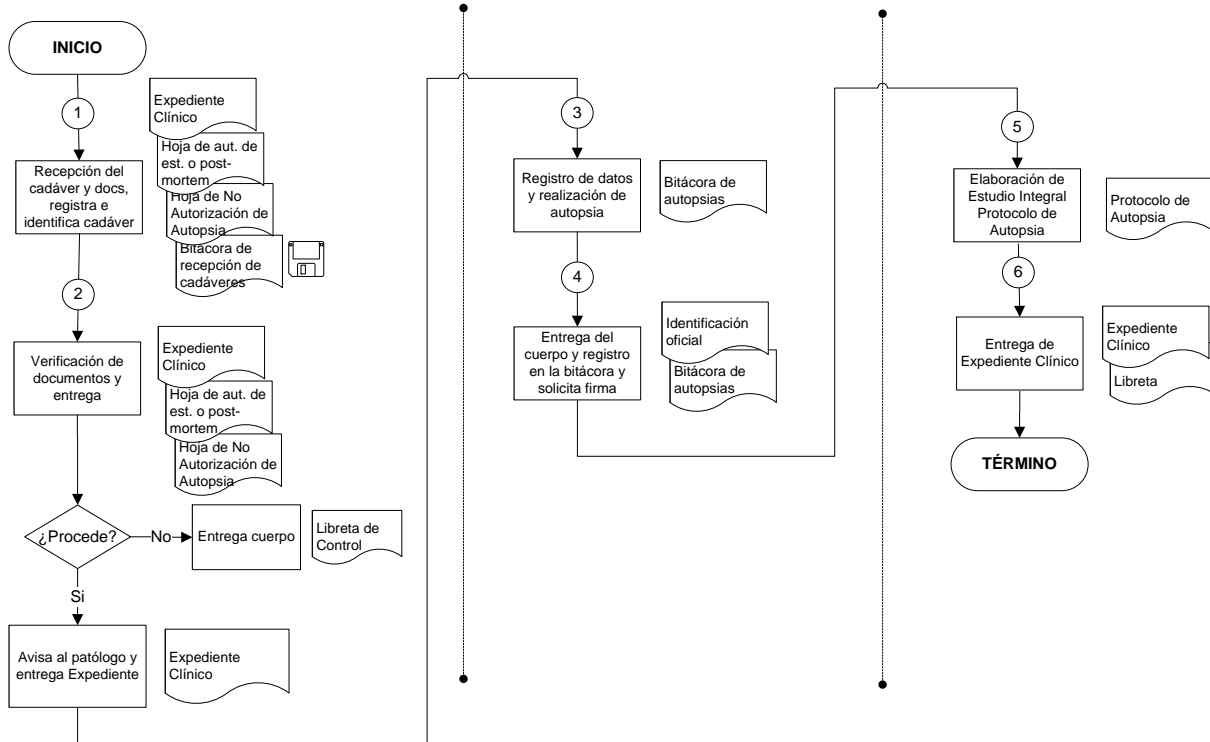 INICIO
1
Recepción del
cadáver y docs,
registra e
identifica cadáver
Expediente
Clínico
Hoja de aut. de
est. o post-
mortem
Hoja de No
Autorización de
Autopsia
Bitácora de
recepción de
cadáveres
2
Verificación de
documentos y
entrega
Expediente
Clínico
Hoja de aut. de
est. o post-
mortem
Hoja de No
Autorización de
Autopsia
¿Procede?
No
Entrega cuerpo
Libreta de
Control
Si
Avisa al patólogo y
entrega Expediente
Expediente
Clínico
3
Registro de datos
y realización de
autopsia
Bitácora de
autopsias
4
Entrega del
cuerpo y registro
en la bitácora y
solicita firma
Identificación
oficial
Bitácora de
autopsias
5
Elaboración de
Estudio Integral
Protocolo de
Autopsia
Protocolo de
Autopsia
6
Entrega de
Expediente Clínico
Expediente
Clínico
Libreta
TÉRMINO